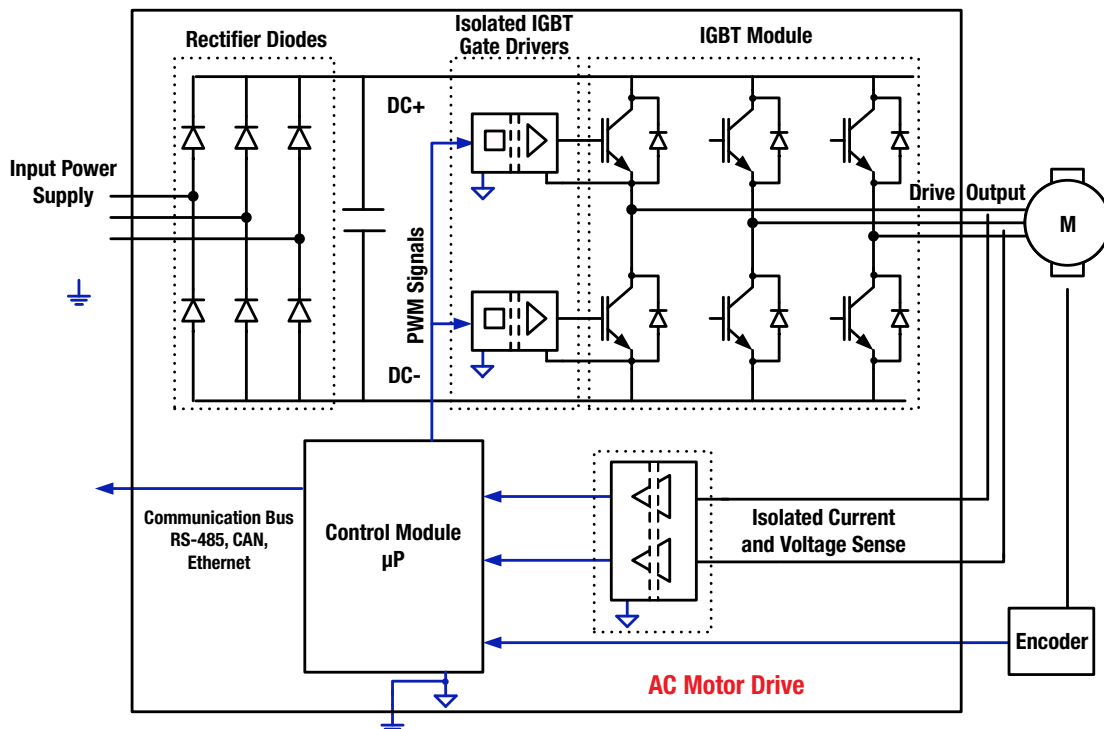 Rectifier Diodes
Isolated IGBT
Gate Drivers
IGBT Module
DC+
Input Power
Supply
Drive Output
M
PWM Signals
DC-
Communication Bus
RS-485, CAN,
Ethernet
Control Module
µP
Isolated Current
and Voltage Sense
Encoder
AC Motor Drive